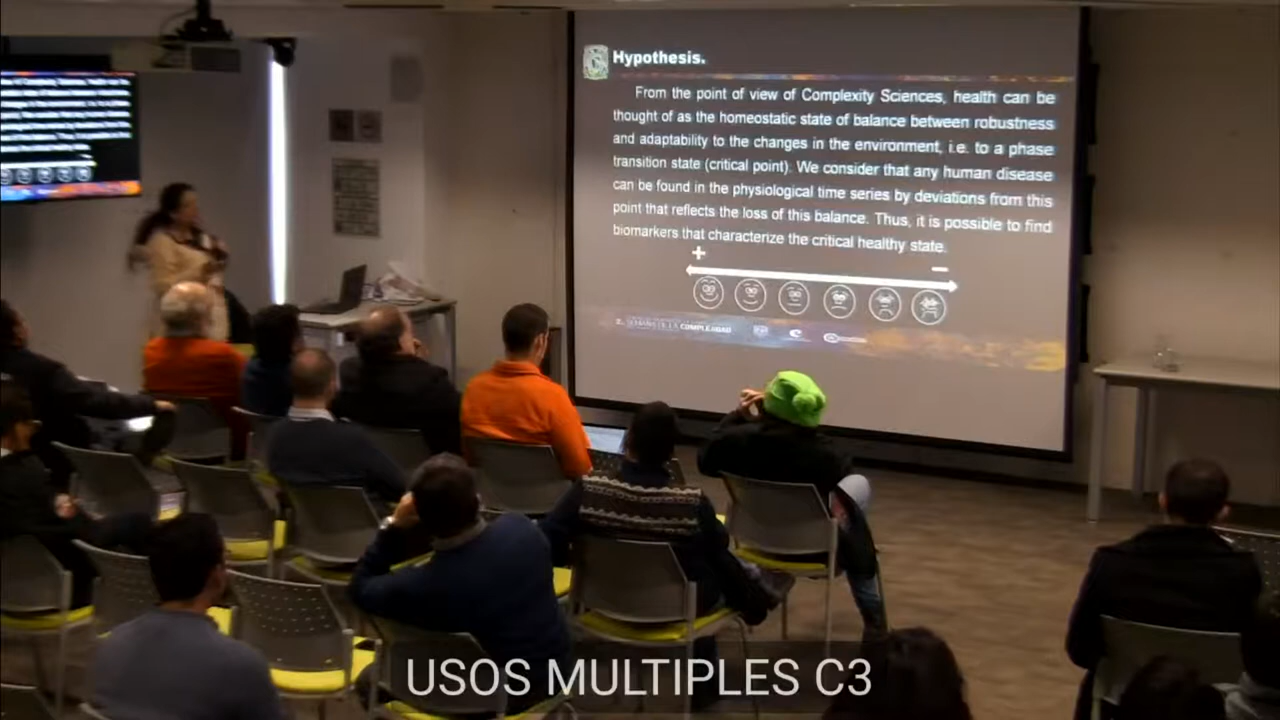 Hypothesis.
From the point of view of Complexity Sciences, health can be
thought of as the homeostatic state of balance between robustness
and adaptability to the changes in the environment, i.e. to a phase
transition state (critical point). We consider that any human disease
can be found in the physiological time series by deviations from this
point that reflects the loss of this balance. Thus, it is possible to find
biomarkers that characterize the critical healthy state.
+ −
COMPLEJIDAD
USOS MULTIPLES C3